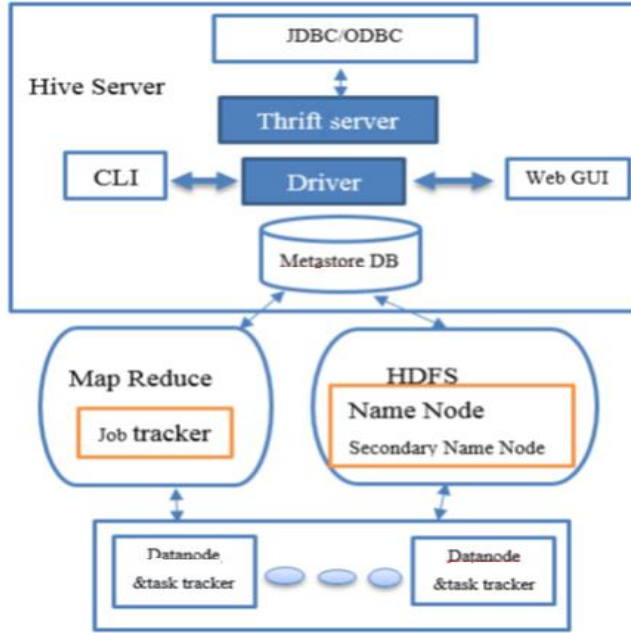 JDBC/ODBC
Hive Server
Thrift server
CLI
Driver
Web GUI
Metastore DB
Map Reduce
Job tracker
HDFS
Name Node
Secondary Name Node
Datanode
&task tracker
Datanode
&task tracker